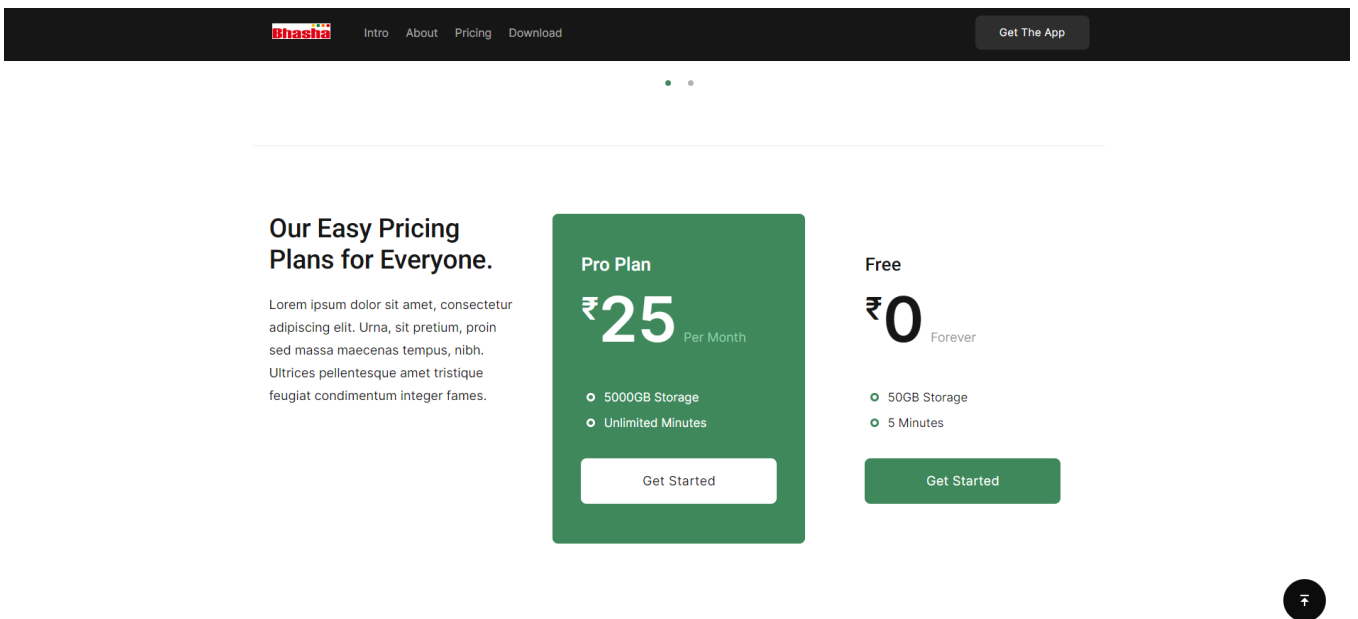 Bhasha
Intro About Pricing Download
Get The App
Our Easy Pricing
Plans for Everyone.
Lorem ipsum dolor sit amet, consectetur
adipiscing elit. Urna, sit pretium, proin
sed massa maecenas tempus, nibh.
Ultrices pellentesque amet tristique
feugiat condimentum integer fames.
Pro Plan
₹25 Per Month
5000GB Storage
Unlimited Minutes
Get Started
Free
₹0 Forever
50GB Storage
5 Minutes
Get Started